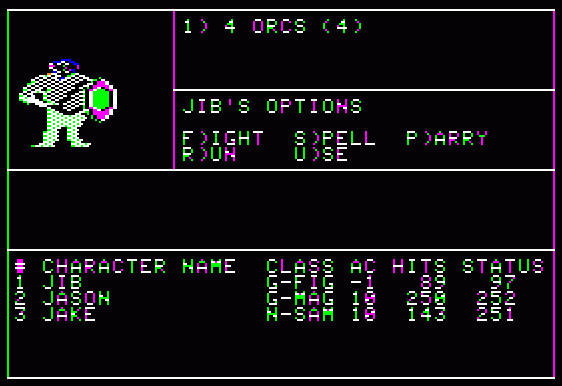 1) 4 ORCS (4)
JIB'S OPTIONS
F)IGHT S)PELL P)ARRY
R)UN U)SE
# CHARACTER NAME CLASS AC HITS STATUS
1 JIB G-FIG -1 89 97
2 JASON G-MAG 10 250 252
3 JAKE N-SAM 10 143 251